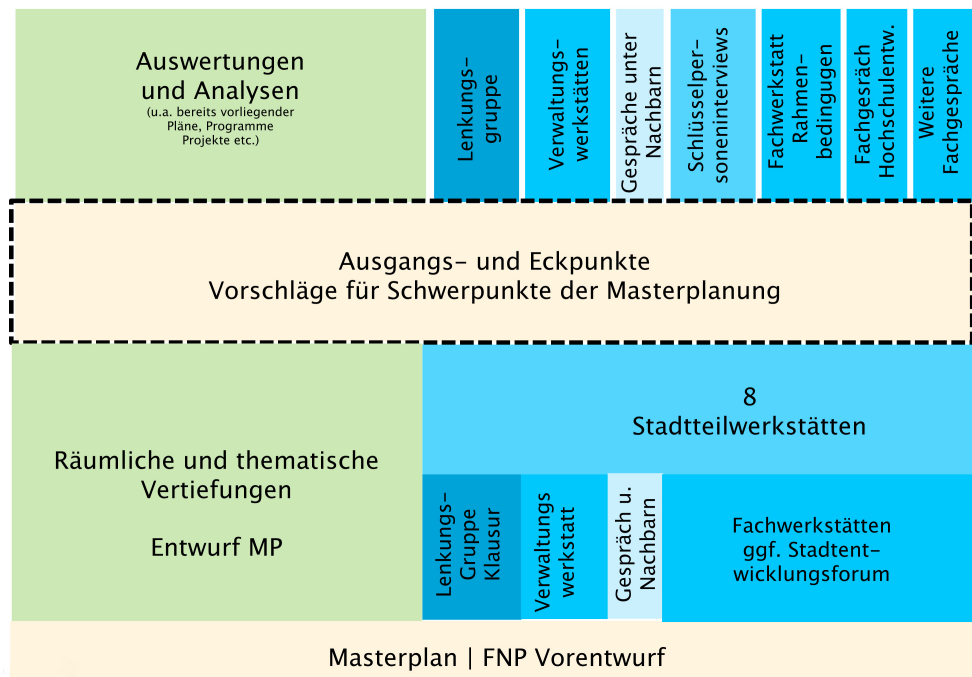 Auswertungen
und Analysen
(u.a. bereits vorliegender
Pläne, Programme
Projekte etc.)
Lenkungs-
gruppe
Verwaltungs-
werkstätten
Gespräche unter
Nachbarn
Schlüsselper-
soneninterviews
Fachwerkstatt
Rahmen-
bedingugen
Fachgesräch
Hochschulentw.
Weitere
Fachgespräche
Ausgangs- und Eckpunkte
Vorschläge für Schwerpunkte der Masterplanung
Räumliche und thematische
Vertiefungen
Entwurf MP
8
Stadtteilwerkstätten
Lenkungs-
Gruppe
Klausur
Verwaltungs
werkstatt
Gespräch u.
Nachbarn
Fachwerkstätten
ggf. Stadtent-
wicklungsforum
Masterplan | FNP Vorentwurf